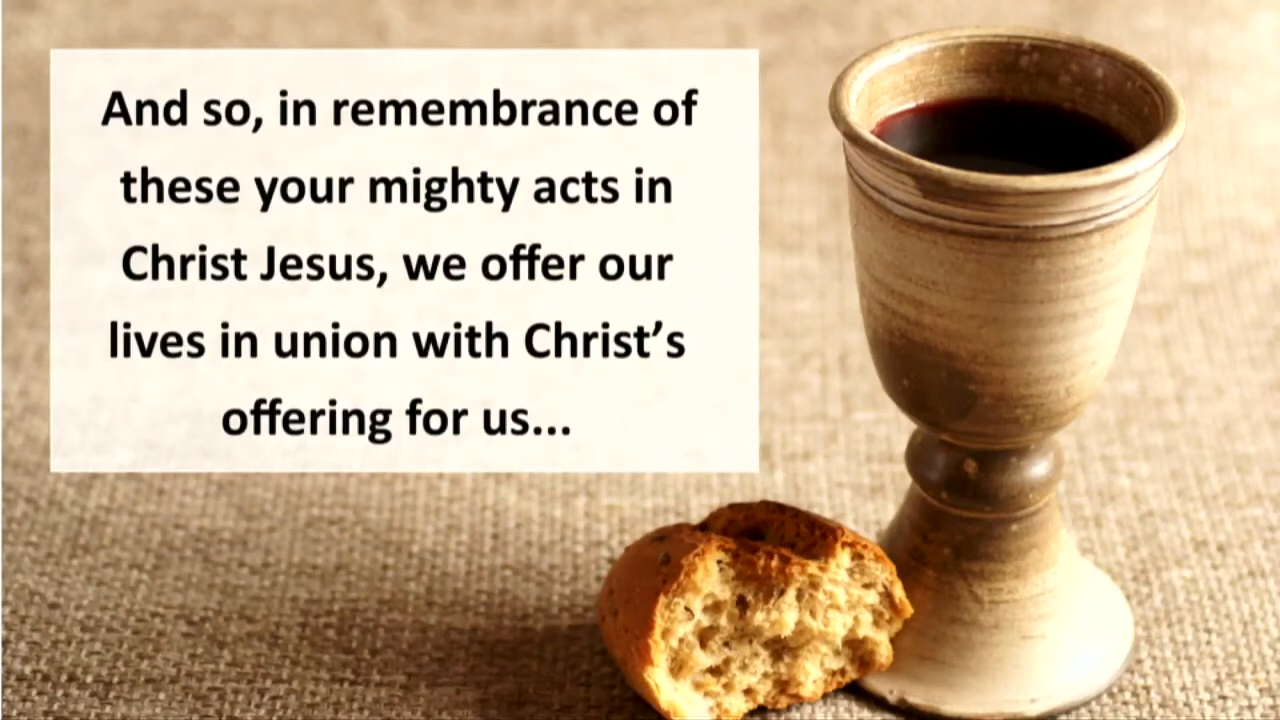 And so, in remembrance of
these your mighty acts in
Christ Jesus, we offer our
lives in union with Christ’s
offering for us...